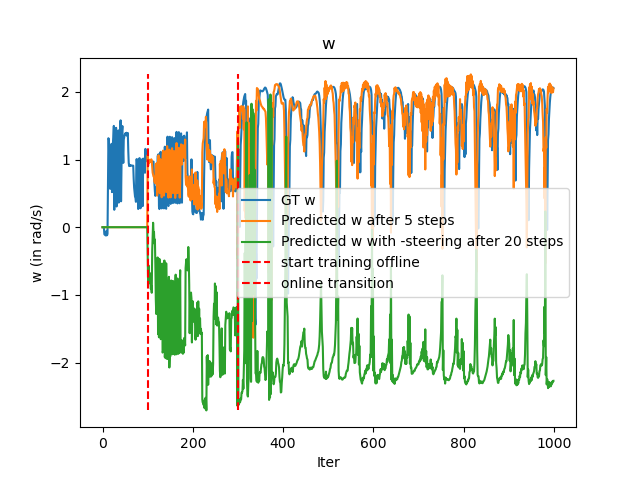 w
w (in rad/s)
2
1
0
−1
−2
GT w
Predicted w after 5 steps
Predicted w with -steering after 20 steps
start training offline
online transition
0 200 400 600 800 1000
Iter